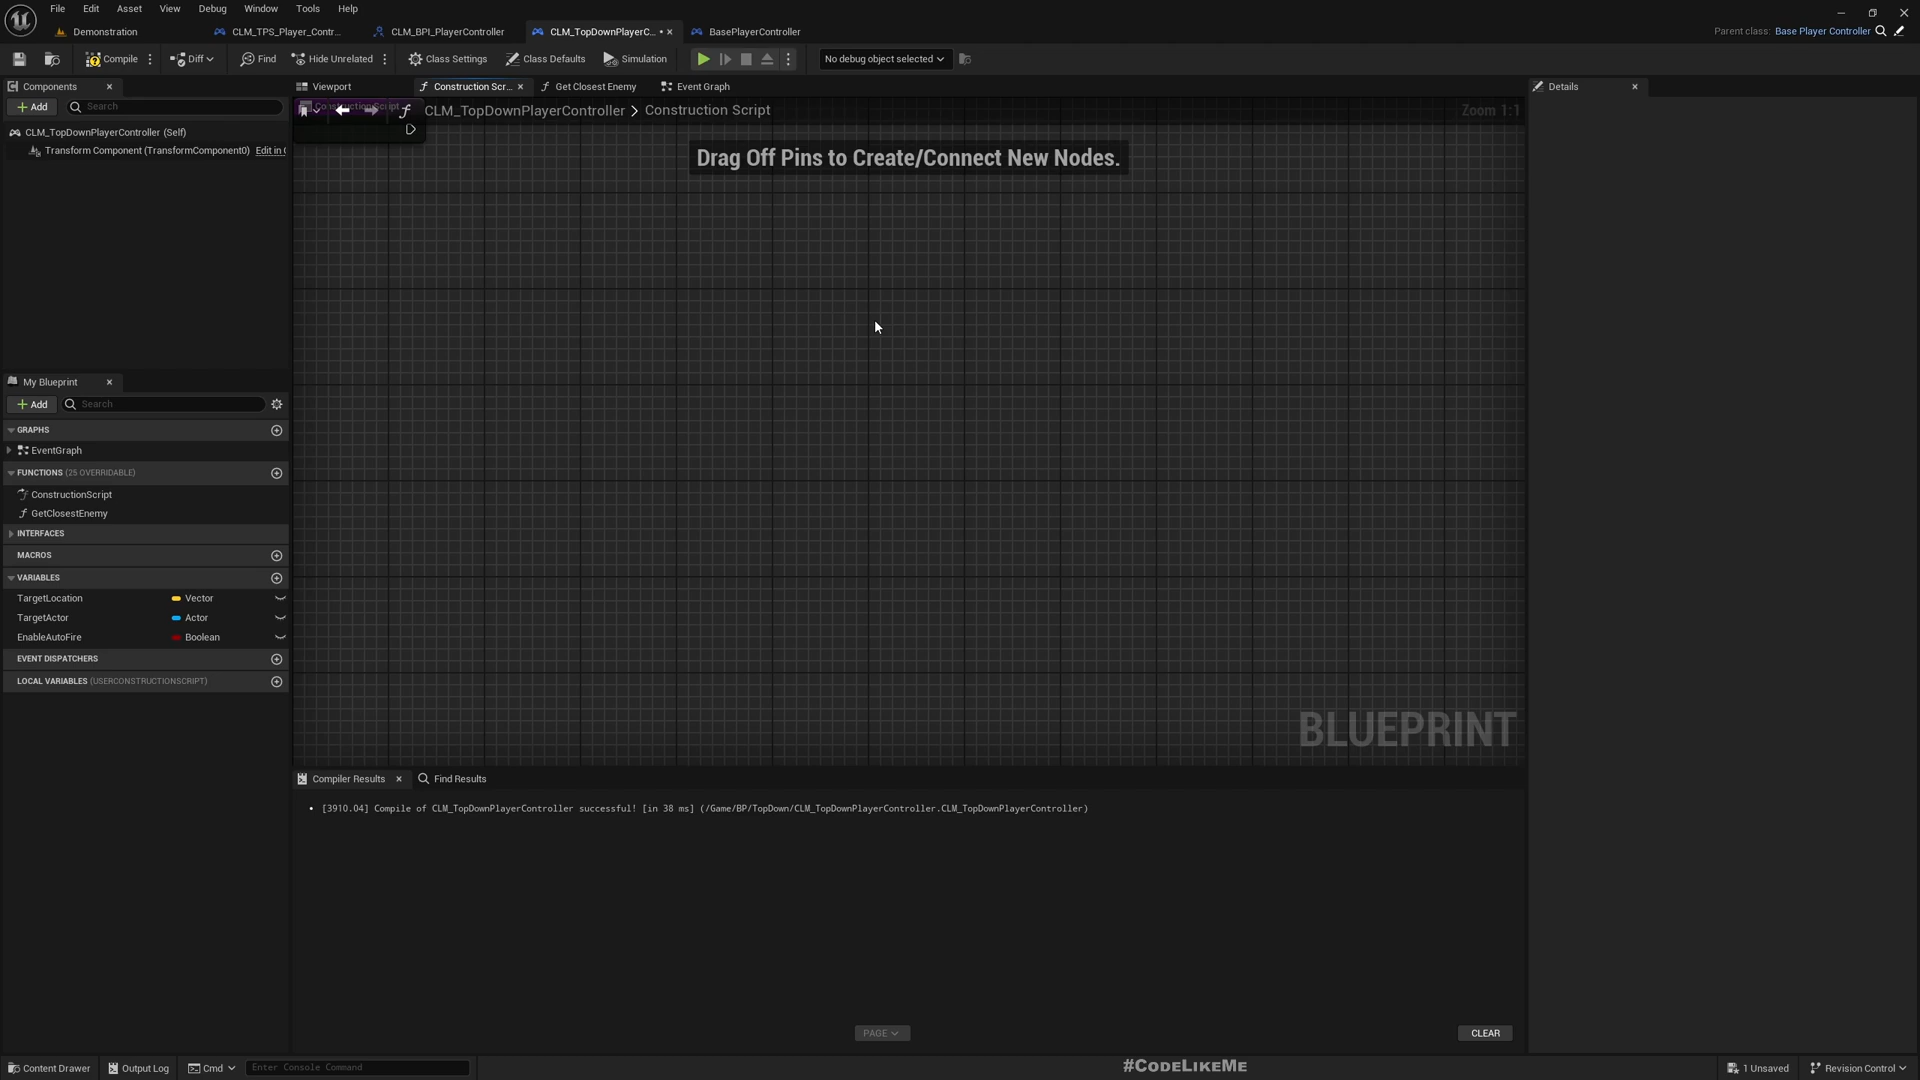 File Edit Asset View Debug Window Tools Help
Demonstration CLM_TPS_Player_Contr... CLM_BPI_PlayerController CLM_TopDownPlayerC... • BasePlayerController
Parent class: Base Player Controller
Compile Diff Find Hide Unrelated Class Settings Class Defaults Simulation No debug object selected
Components
Add Search
CLM_TopDownPlayerController (Self)
Transform Component (TransformComponent0) Edit in C
My Blueprint
Add Search
GRAPHS
EventGraph
FUNCTIONS (25 OVERRIDABLE)
ConstructionScript
GetClosestEnemy
INTERFACES
MACROS
VARIABLES
TargetLocation Vector
TargetActor Actor
EnableAutoFire Boolean
EVENT DISPATCHERS
LOCAL VARIABLES (USERCONSTRUCTIONSCRIPT)
Viewport Construction Scr... Get Closest Enemy Event Graph
Construction Script
CLM_TopDownPlayerController > Construction Script
Zoom 1:1
Drag Off Pins to Create/Connect New Nodes.
BLUEPRINT
Details
Compiler Results Find Results
• [3910.04] Compile of CLM_TopDownPlayerController successful! [in 38 ms] (/Game/BP/TopDown/CLM_TopDownPlayerController.CLM_TopDownPlayerController)
PAGE
CLEAR
Content Drawer Output Log Cmd Enter Console Command
#CODELIKEME
1 Unsaved Revision Control